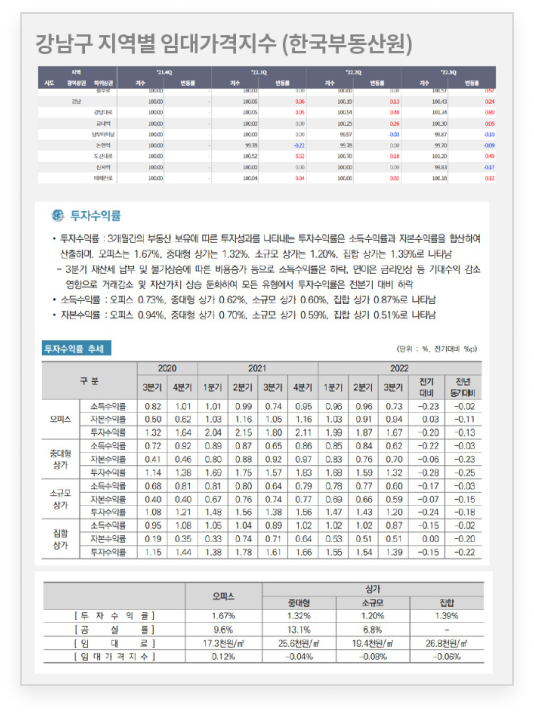 강남구 지역별 임대가격지수 (한국부동산원)
지역 '21.4Q '22.1Q '22.2Q '22.3Q
시도 광역상권 하위상권 지수 변동률 지수 변동률 지수 변동률 지수 변동률
100.00 - 100.00 0.00 100.00 0.00 100.57 0.57
강남 100.00 - 100.06 0.06 100.19 0.13 100.43 0.24
강남대로 100.00 - 100.05 0.05 100.54 0.48 101.34 0.80
교대역 100.00 - 100.00 0.00 100.25 0.26 100.30 0.05
남부터미널 100.00 - 100.00 0.00 99.97 -0.03 99.87 -0.10
논현역 100.00 - 99.78 -0.22 99.78 0.00 99.70 -0.09
도산대로 100.00 - 100.52 0.52 100.70 0.18 101.20 0.49
신사역 100.00 - 100.00 0.00 100.00 0.00 99.83 -0.17
테헤란로 100.00 - 100.04 0.04 100.06 0.02 100.18 0.12
투자수익률
• 투자수익률 : 3개월간의 부동산 보유에 따른 투자성과를 나타내는 투자수익률은 소득수익률과 자본수익률을 합산하여
산출하며, 오피스는 1.67%, 중대형 상가는 1.32%, 소규모 상가는 1.20%, 집합 상가는 1.39%로 나타남
- 3분기 재산세 납부 및 물가상승에 따른 비용증가 등으로 소득수익률은 하락, 연이은 금리인상 등 기대수익 감소
영향으로 거래감소 및 자산가치 상승 둔화하여 모든 유형에서 투자수익률은 전분기 대비 하락
• 소득수익률 : 오피스 0.73%, 중대형 상가 0.62%, 소규모 상가 0.60%, 집합 상가 0.87%로 나타남
• 자본수익률 : 오피스 0.94%, 중대형 상가 0.70%, 소규모 상가 0.59%, 집합 상가 0.51%로 나타남
투자수익률 추세
(단위 : %, 전기대비 %p)
구 분 2020 2021 2022
3분기 4분기 1분기 2분기 3분기 4분기 1분기 2분기 3분기 전기 대비 전년 동기대비
오피스 소득수익률 0.82 1.01 1.01 0.99 0.74 0.95 0.96 0.96 0.73 -0.23 -0.02
자본수익률 0.50 0.62 1.03 1.16 1.05 1.16 1.03 0.91 0.94 0.03 -0.11
투자수익률 1.32 1.64 2.04 2.15 1.80 2.11 1.99 1.87 1.67 -0.20 -0.13
중대형 상가 소득수익률 0.72 0.92 0.89 0.87 0.65 0.86 0.85 0.84 0.62 -0.22 -0.03
자본수익률 0.41 0.46 0.80 0.88 0.92 0.97 0.83 0.76 0.70 -0.06 -0.23
투자수익률 1.14 1.38 1.69 1.75 1.57 1.83 1.68 1.59 1.32 -0.28 -0.25
소규모 상가 소득수익률 0.68 0.81 0.81 0.80 0.64 0.79 0.78 0.77 0.60 -0.17 -0.03
자본수익률 0.40 0.40 0.67 0.76 0.74 0.77 0.69 0.66 0.59 -0.07 -0.15
투자수익률 1.08 1.21 1.48 1.56 1.38 1.56 1.47 1.43 1.20 -0.24 -0.18
집합 상가 소득수익률 0.95 1.08 1.05 1.04 0.89 1.02 1.02 1.02 0.87 -0.15 -0.02
자본수익률 0.19 0.35 0.33 0.74 0.71 0.64 0.53 0.51 0.51 0.00 -0.20
투자수익률 1.15 1.44 1.38 1.78 1.61 1.66 1.55 1.54 1.39 -0.15 -0.22
오피스 상가
중대형 소규모 집합
[ 투 자 수 익 률 ] 1.67% 1.32% 1.20% 1.39%
[ 공 실 률 ] 9.6% 13.1% 6.8% -
[ 임 대 료 ] 17.3천원/㎡ 25.6천원/㎡ 19.4천원/㎡ 26.8천원/㎡
[ 임 대 가 격 지 수 ] 0.12% -0.04% -0.08% -0.06%